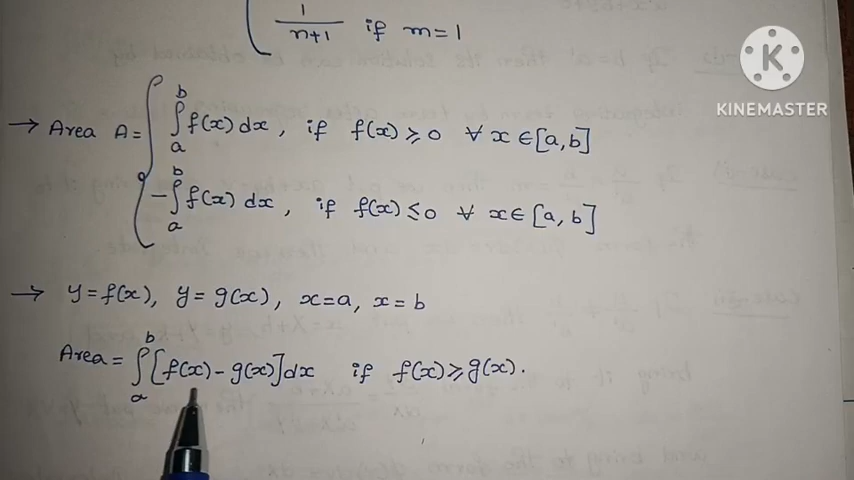 1/(n+1) if m=1
KINEMASTER
→ Area A = { ∫_a^b f(x) dx, if f(x) ≥ 0 ∀ x ∈ [a, b]
- ∫_a^b f(x) dx, if f(x) ≤ 0 ∀ x ∈ [a, b]
→ y=f(x), y=g(x), x=a, x=b
Area = ∫_a^b [f(x) - g(x)] dx if f(x) ≥ g(x).